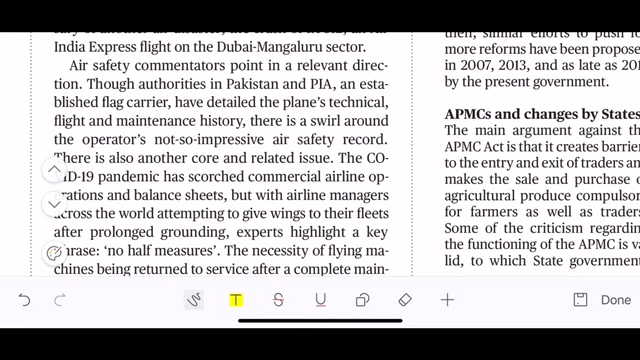 India Express flight on the Dubai-Mangaluru sector.
Air safety commentators point in a relevant direc-
tion. Though authorities in Pakistan and PIA, an esta-
blished flag carrier, have detailed the plane's technical,
flight and maintenance history, there is a swirl around
the operator's not-so-impressive air safety record.
There is also another core and related issue. The CO-
VID-19 pandemic has scorched commercial airline op-
erations and balance sheets, but with airline managers
across the world attempting to give wings to their fleets
after prolonged grounding, experts highlight a key
phrase: 'no half measures'. The necessity of flying ma-
chines being returned to service after a complete main-
then, similar efforts to push fo
more reforms have been propose
in 2007, 2013, and as late as 201
by the present government.
APMCs and changes by States
The main argument against th
APMC Act is that it creates barrie
to the entry and exit of traders an
makes the sale and purchase o
agricultural produce compulsor
for farmers as well as traders
Some of the criticism regardin
the functioning of the APMC is va
lid, to which State government
T S U
Done